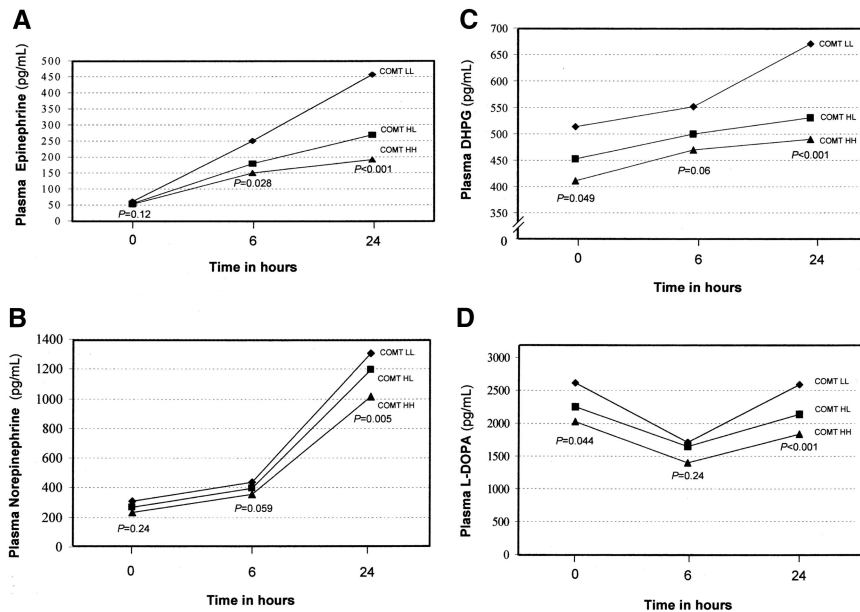 A
Plasma Epinephrine (pg/mL)
500
450
400
350
300
250
200
150
100
50
0
COMT LL
COMT HL
COMT HH
P=0.12
P=0.028
P<0.001
0
6
24
Time in hours
B
Plasma Norepinephrine (pg/mL)
1400
1200
1000
800
600
400
200
0
COMT LL
COMT HL
COMT HH
P=0.24
P=0.059
P=0.005
0
6
24
Time in hours
C
Plasma DHPG (pg/mL)
700
650
600
550
500
450
400
350
0
COMT LL
COMT HL
COMT HH
P=0.049
P=0.06
P<0.001
0
6
24
Time in hours
D
Plasma L-DOPA (pg/mL)
3000
2500
2000
1500
1000
500
0
COMT LL
COMT HL
COMT HH
P=0.044
P=0.24
P<0.001
0
6
24
Time in hours